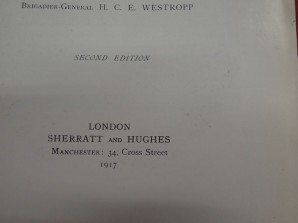 Brigadier-General H. C. E. WESTROPP
SECOND EDITION
LONDON
SHERRATT AND HUGHES
Manchester: 34, Cross Street
1917